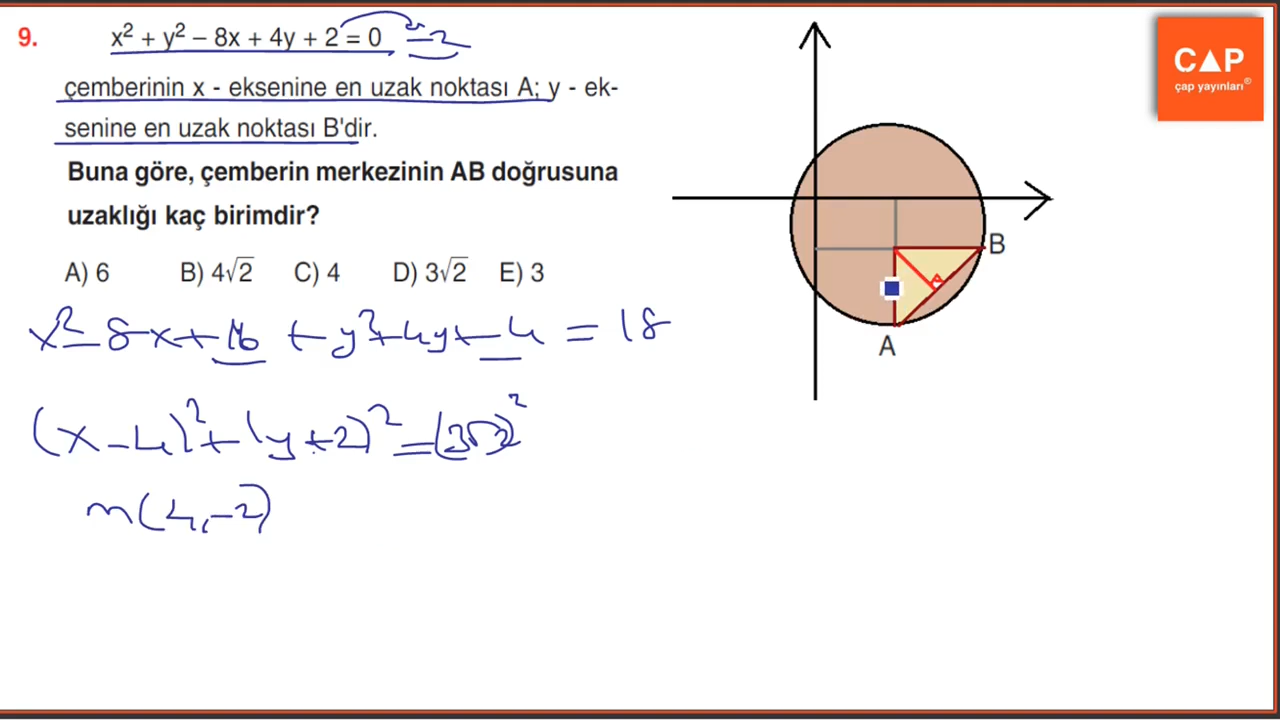 9. x² + y² – 8x + 4y + 2 = 0 –2
çemberinin x - eksenine en uzak noktası A; y - ek-
senine en uzak noktası B'dir.
Buna göre, çemberin merkezinin AB doğrusuna
uzaklığı kaç birimdir?
A) 6 B) 4√2 C) 4 D) 3√2 E) 3
x² – 8x + 16 + y² + 4y + 4 = 18
(x – 4)² + (y + 2)² = (3√2)²
m(4, –2)
B
A
ÇAP
çap yayınları®